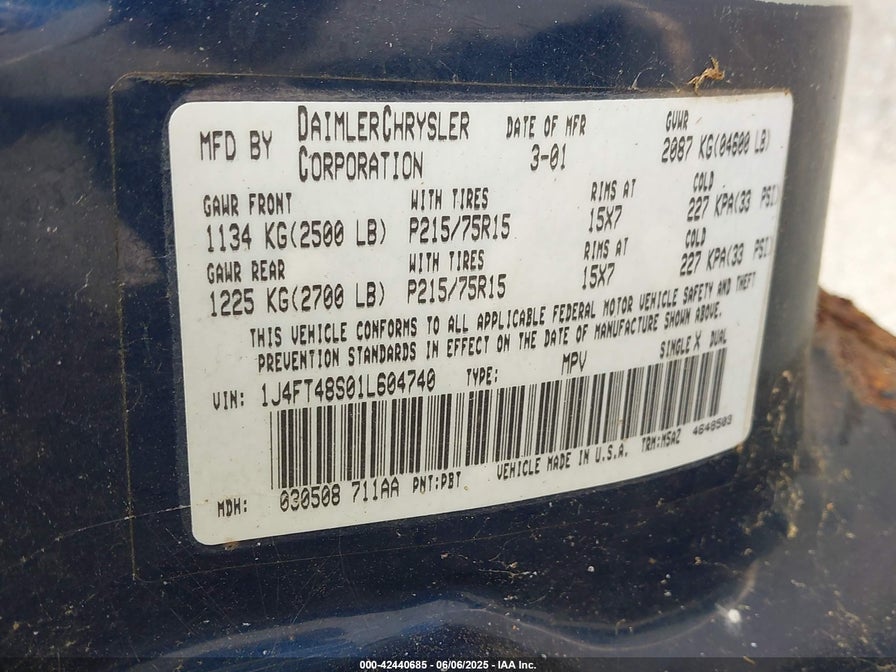 MFD BY DAIMLERCHRYSLER CORPORATION DATE OF MFR 3-01 GVWR 2087 KG(04600 LB)
GAWR FRONT WITH TIRES RIMS AT COLD
1134 KG(2500 LB) P215/75R15 15X7 227 KPA(33 PSI)
GAWR REAR WITH TIRES RIMS AT COLD
1225 KG(2700 LB) P215/75R15 15X7 227 KPA(33 PSI)
THIS VEHICLE CONFORMS TO ALL APPLICABLE FEDERAL MOTOR VEHICLE SAFETY AND THEFT
PREVENTION STANDARDS IN EFFECT ON THE DATE OF MANUFACTURE SHOWN ABOVE.
VIN: 1J4FT48S01L604740 TYPE: MPV SINGLE X DUAL
MDH: 030508 711AA PNT:PBT VEHICLE MADE IN U.S.A. TRM:M5AZ 4648503
000-42440685 - 06/06/2025 - IAA Inc.